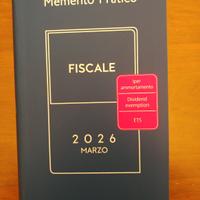 Memento Pratico
FISCALE
Iper
ammortamento
Dividend
exemption
ETS
2026
MARZO